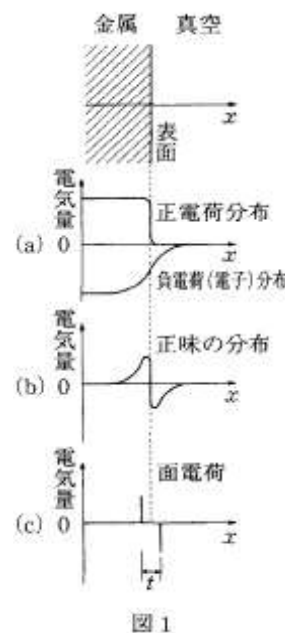 金属 真空
x
表面
電気量
正電荷分布
(a) 0
x
負電荷(電子)分布
電気量
正味の分布
(b) 0
x
電気量
面電荷
(c) 0
x
t
図1